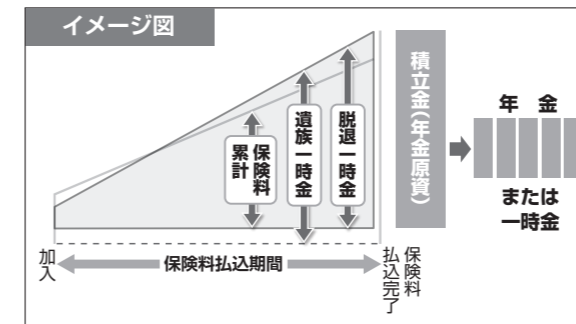 イメージ図
保険料
累計
遺族一時金
脱退一時金
積立金(年金原資)
年 金
または
一時金
加入
保険料払込期間
保険料
払込完了